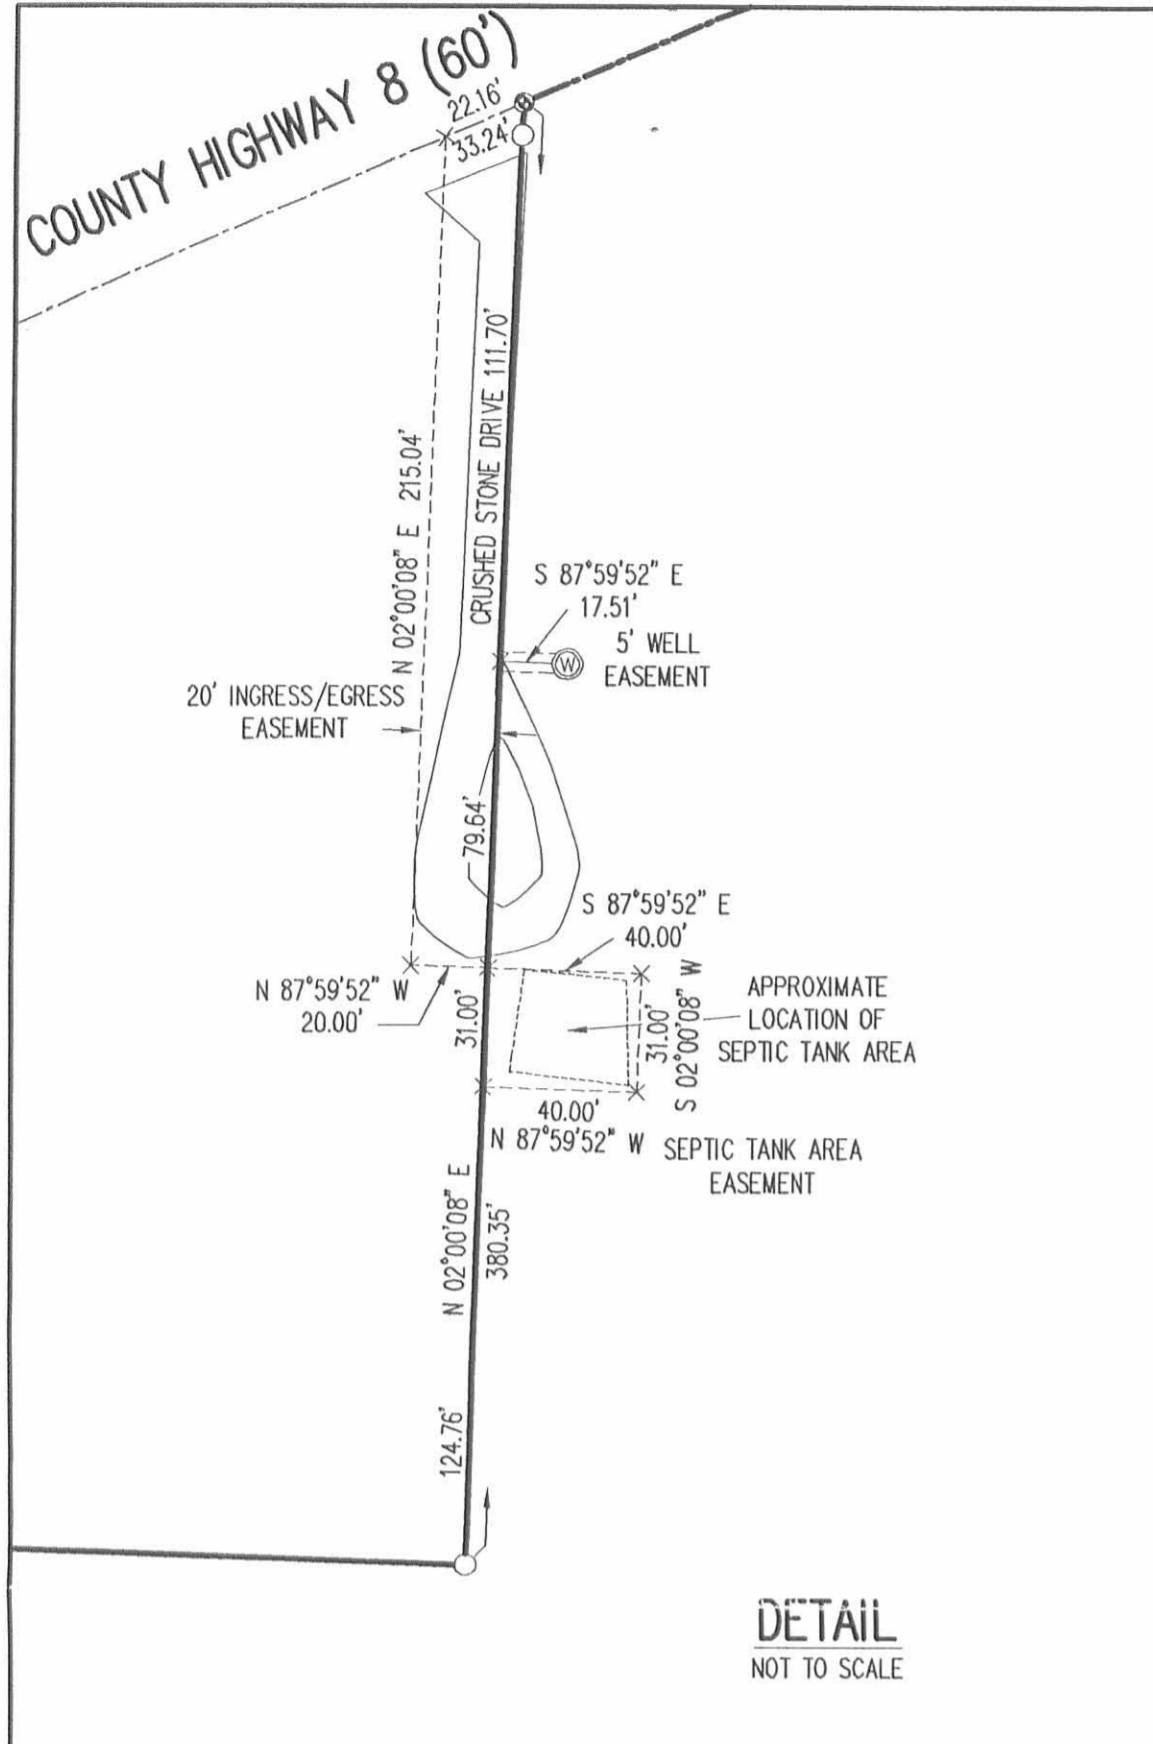 COUNTY HIGHWAY 8 (60')
22.16'
33.24'
CRUSHED STONE DRIVE 111.70'
N 02°00'08" E 215.04'
S 87°59'52" E
17.51'
5' WELL
EASEMENT
W
20' INGRESS/EGRESS
EASEMENT
79.64'
S 87°59'52" E
40.00'
N 87°59'52" W
20.00'
31.00'
31.00'
S 02°00'08" W
APPROXIMATE
LOCATION OF
SEPTIC TANK AREA
40.00'
N 87°59'52" W
SEPTIC TANK AREA
EASEMENT
N 02°00'08" E
380.35'
124.76'
DETAIL
NOT TO SCALE